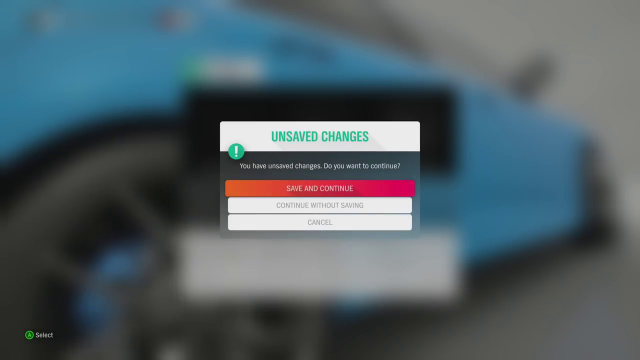 UNSAVED CHANGES
You have unsaved changes. Do you want to continue?
SAVE AND CONTINUE
CONTINUE WITHOUT SAVING
CANCEL
A Select